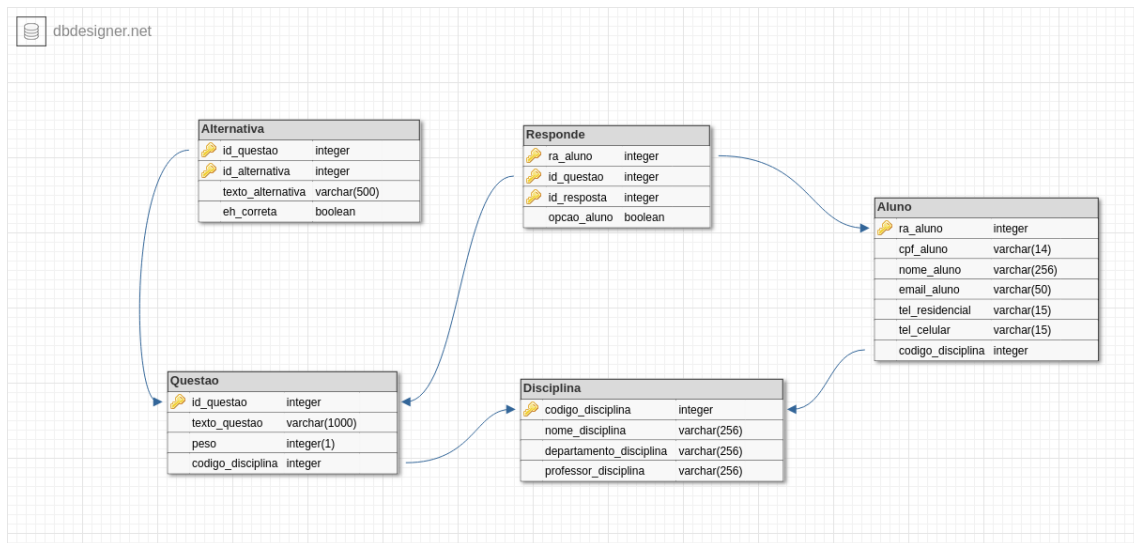 dbdesigner.net
Alternativa
id_questao integer
id_alternativa integer
texto_alternativa varchar(500)
eh_correta boolean
Responde
ra_aluno integer
id_questao integer
id_resposta integer
opcao_aluno boolean
Aluno
ra_aluno integer
cpf_aluno varchar(14)
nome_aluno varchar(256)
email_aluno varchar(50)
tel_residencial varchar(15)
tel_celular varchar(15)
codigo_disciplina integer
Questao
id_questao integer
texto_questao varchar(1000)
peso integer(1)
codigo_disciplina integer
Disciplina
codigo_disciplina integer
nome_disciplina varchar(256)
departamento_disciplina varchar(256)
professor_disciplina varchar(256)